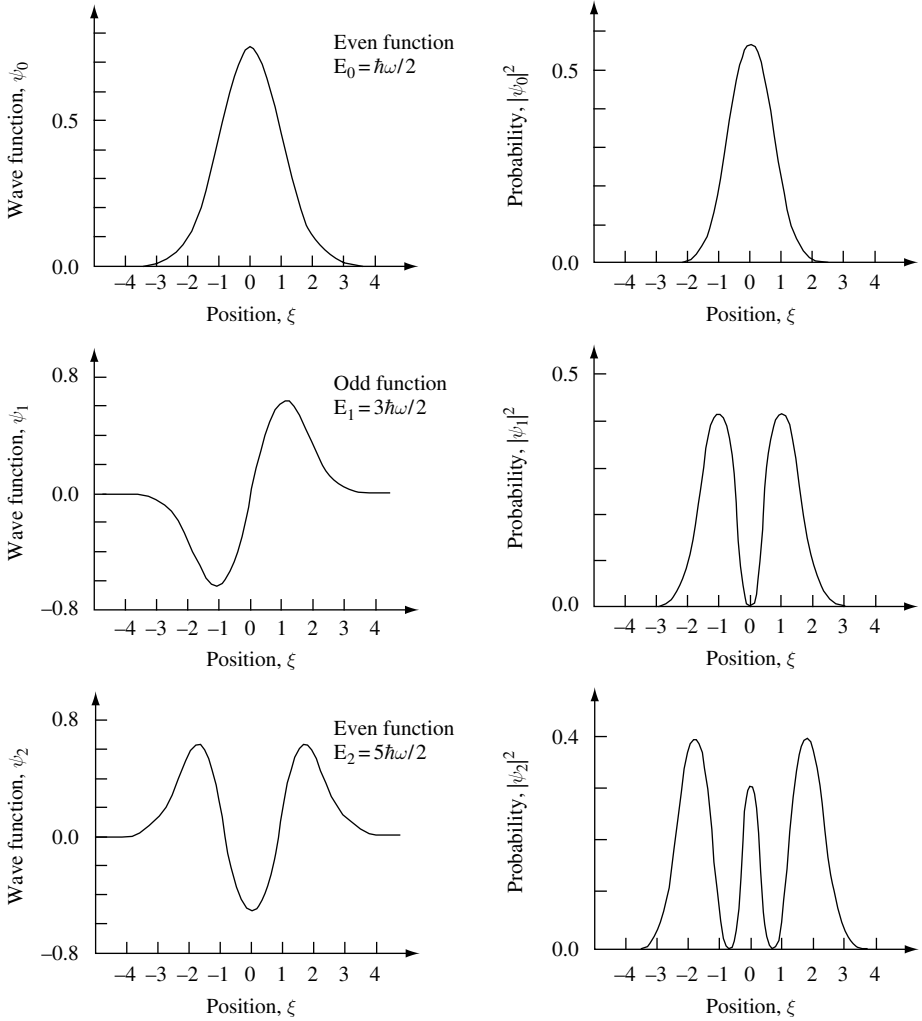 Wave function, ψ₀
0.5
0.0
–4 –3 –2 –1 0 1 2 3 4
Position, ξ
Even function
E₀ = ℏω/2
Probability, |ψ₀|²
0.5
0.0
–4 –3 –2 –1 0 1 2 3 4
Position, ξ
Wave function, ψ₁
0.8
0.0
–0.8
–4 –3 –2 –1 0 1 2 3 4
Position, ξ
Odd function
E₁ = 3ℏω/2
Probability, |ψ₁|²
0.5
0.0
–4 –3 –2 –1 0 1 2 3 4
Position, ξ
Wave function, ψ₂
0.8
0.0
–0.8
–4 –3 –2 –1 0 1 2 3 4
Position, ξ
Even function
E₂ = 5ℏω/2
Probability, |ψ₂|²
0.4
0.0
–4 –3 –2 –1 0 1 2 3 4
Position, ξ